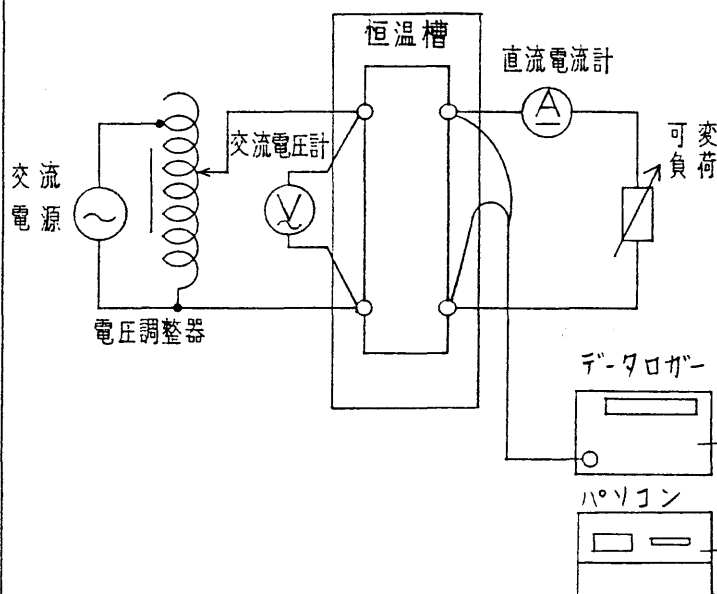 恒温槽
直流電流計
A
可変
負荷
交流電圧計
V
交流
電源
電圧調整器
データロガー
パソコン